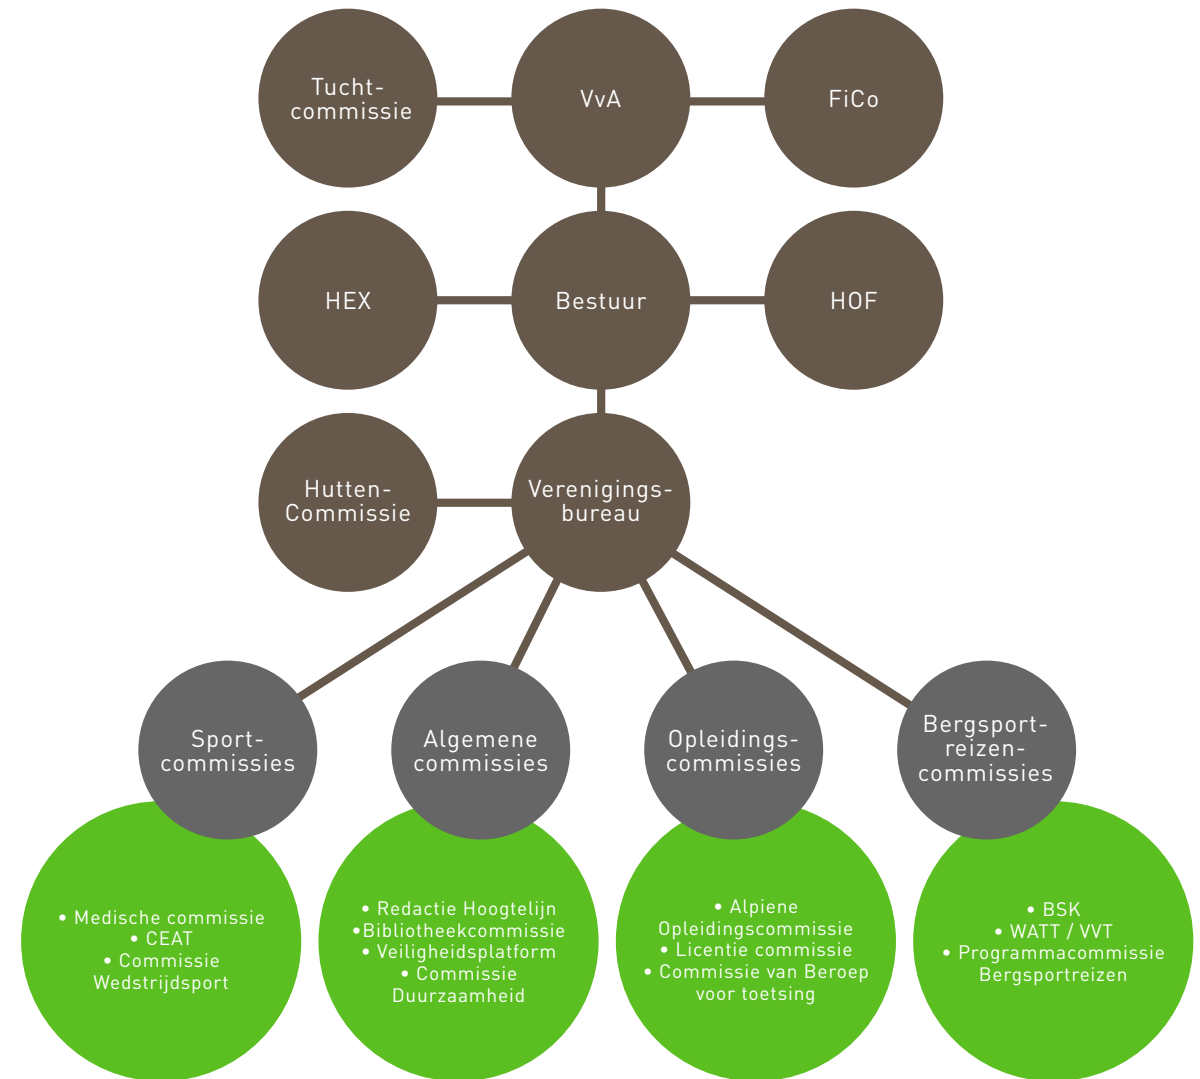 Tucht-
commissie
VvA
FiCo
HEX
Bestuur
HOF
Hutten-
Commissie
Verenigings-
bureau
Sport-
commissies
Algemene
commissies
Opleidings-
commissies
Bergsport-
reizen-
commissies
• Medische commissie
• CEAT
• Commissie
Wedstrijdsport
• Redactie Hoogtelijn
•Bibliotheekcommissie
• Veiligheidsplatform
• Commissie
Duurzaamheid
• Alpiene
Opleidingscommissie
• Licentie commissie
• Commissie van Beroep
voor toetsing
• BSK
• WATT / VVT
• Programmacommissie
Bergsportreizen